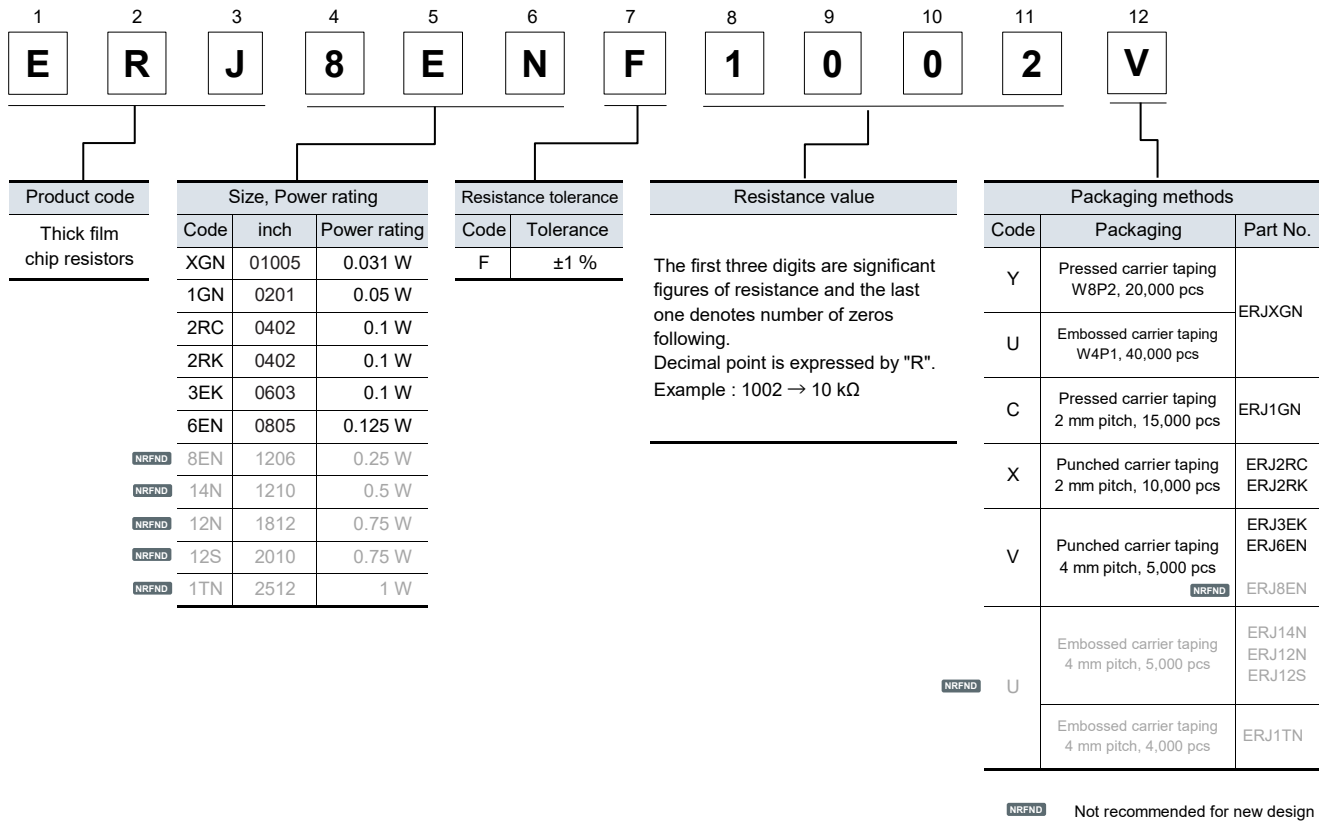 1 2 3 4 5 6 7 8 9 10 11 12
E R J 8 E N F 1 0 0 2 V
Product code
Thick film
chip resistors
Size, Power rating
Code inch Power rating
XGN 01005 0.031 W
1GN 0201 0.05 W
2RC 0402 0.1 W
2RK 0402 0.1 W
3EK 0603 0.1 W
6EN 0805 0.125 W
NRFND 8EN 1206 0.25 W
NRFND 14N 1210 0.5 W
NRFND 12N 1812 0.75 W
NRFND 12S 2010 0.75 W
NRFND 1TN 2512 1 W
Resistance tolerance
Code Tolerance
F ±1 %
Resistance value
The first three digits are significant
figures of resistance and the last
one denotes number of zeros
following.
Decimal point is expressed by "R".
Example : 1002 → 10 kΩ
Packaging methods
Code Packaging Part No.
Y
Pressed carrier taping
W8P2, 20,000 pcs
ERJXGN
U
Embossed carrier taping
W4P1, 40,000 pcs
C
Pressed carrier taping
2 mm pitch, 15,000 pcs
ERJ1GN
X
Punched carrier taping
2 mm pitch, 10,000 pcs
ERJ2RC
ERJ2RK
V
Punched carrier taping
4 mm pitch, 5,000 pcs
ERJ3EK
ERJ6EN
NRFND ERJ8EN
NRFND U
Embossed carrier taping
4 mm pitch, 5,000 pcs
ERJ14N
ERJ12N
ERJ12S
Embossed carrier taping
4 mm pitch, 4,000 pcs
ERJ1TN
NRFND Not recommended for new design